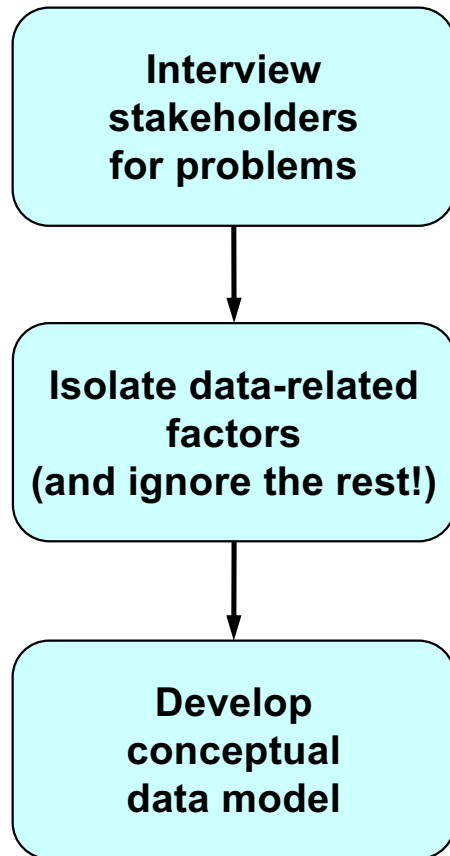 Interview
stakeholders
for problems
Isolate data-related
factors
(and ignore the rest!)
Develop
conceptual
data model